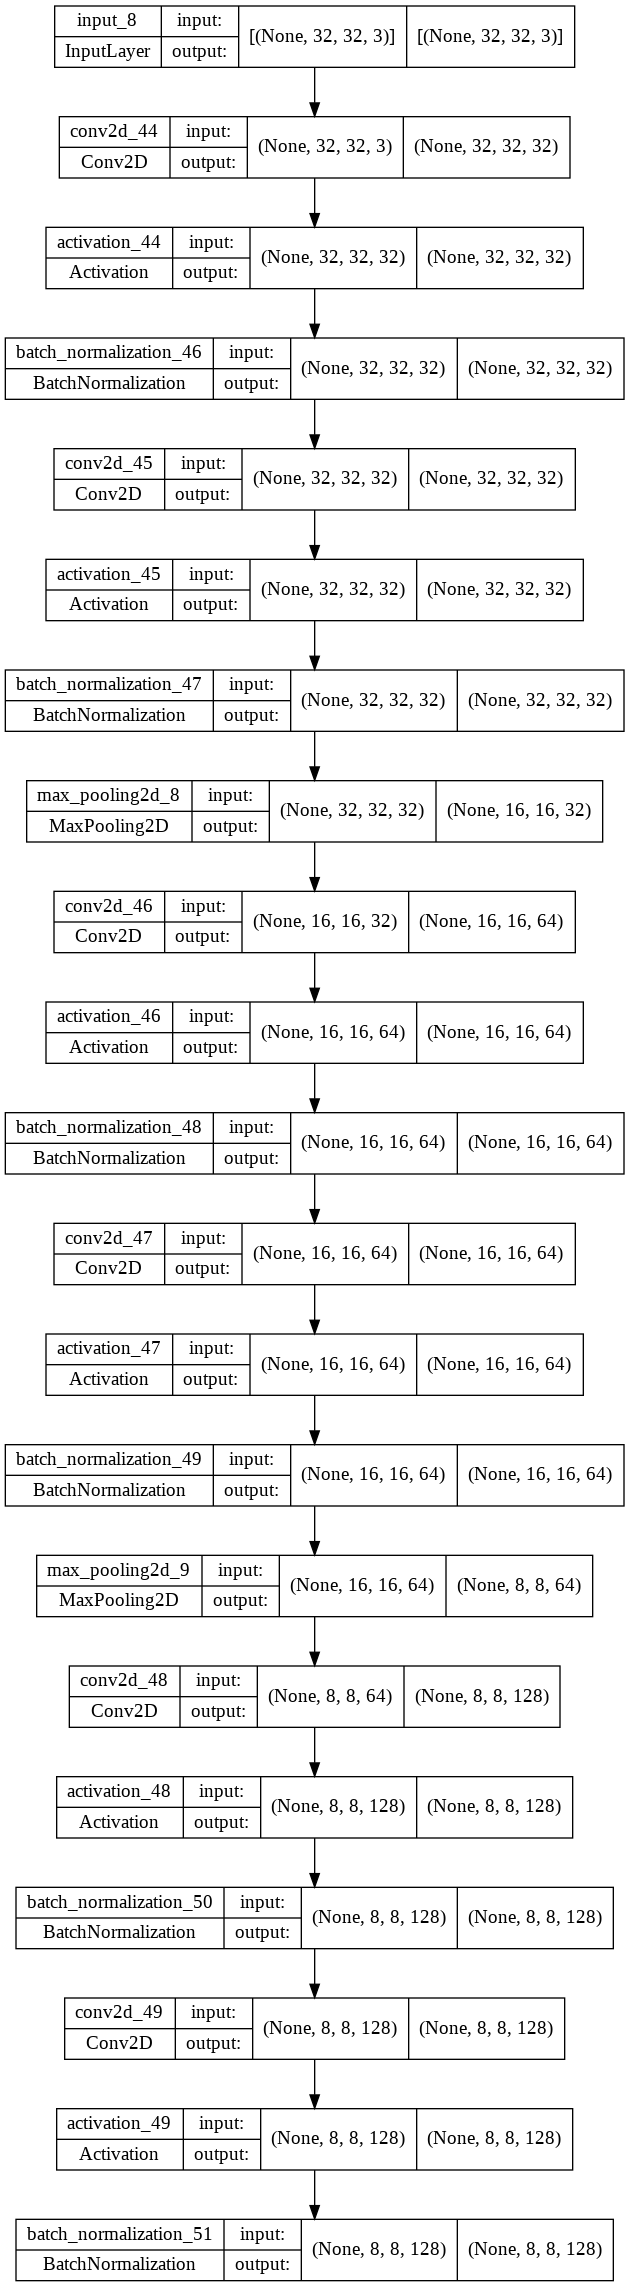 input_8 input: [(None, 32, 32, 3)] [(None, 32, 32, 3)]
InputLayer output:
conv2d_44 input: (None, 32, 32, 3) (None, 32, 32, 32)
Conv2D output:
activation_44 input: (None, 32, 32, 32) (None, 32, 32, 32)
Activation output:
batch_normalization_46 input: (None, 32, 32, 32) (None, 32, 32, 32)
BatchNormalization output:
conv2d_45 input: (None, 32, 32, 32) (None, 32, 32, 32)
Conv2D output:
activation_45 input: (None, 32, 32, 32) (None, 32, 32, 32)
Activation output:
batch_normalization_47 input: (None, 32, 32, 32) (None, 32, 32, 32)
BatchNormalization output:
max_pooling2d_8 input: (None, 32, 32, 32) (None, 16, 16, 32)
MaxPooling2D output:
conv2d_46 input: (None, 16, 16, 32) (None, 16, 16, 64)
Conv2D output:
activation_46 input: (None, 16, 16, 64) (None, 16, 16, 64)
Activation output:
batch_normalization_48 input: (None, 16, 16, 64) (None, 16, 16, 64)
BatchNormalization output:
conv2d_47 input: (None, 16, 16, 64) (None, 16, 16, 64)
Conv2D output:
activation_47 input: (None, 16, 16, 64) (None, 16, 16, 64)
Activation output:
batch_normalization_49 input: (None, 16, 16, 64) (None, 16, 16, 64)
BatchNormalization output:
max_pooling2d_9 input: (None, 16, 16, 64) (None, 8, 8, 64)
MaxPooling2D output:
conv2d_48 input: (None, 8, 8, 64) (None, 8, 8, 128)
Conv2D output:
activation_48 input: (None, 8, 8, 128) (None, 8, 8, 128)
Activation output:
batch_normalization_50 input: (None, 8, 8, 128) (None, 8, 8, 128)
BatchNormalization output:
conv2d_49 input: (None, 8, 8, 128) (None, 8, 8, 128)
Conv2D output:
activation_49 input: (None, 8, 8, 128) (None, 8, 8, 128)
Activation output:
batch_normalization_51 input: (None, 8, 8, 128) (None, 8, 8, 128)
BatchNormalization output: